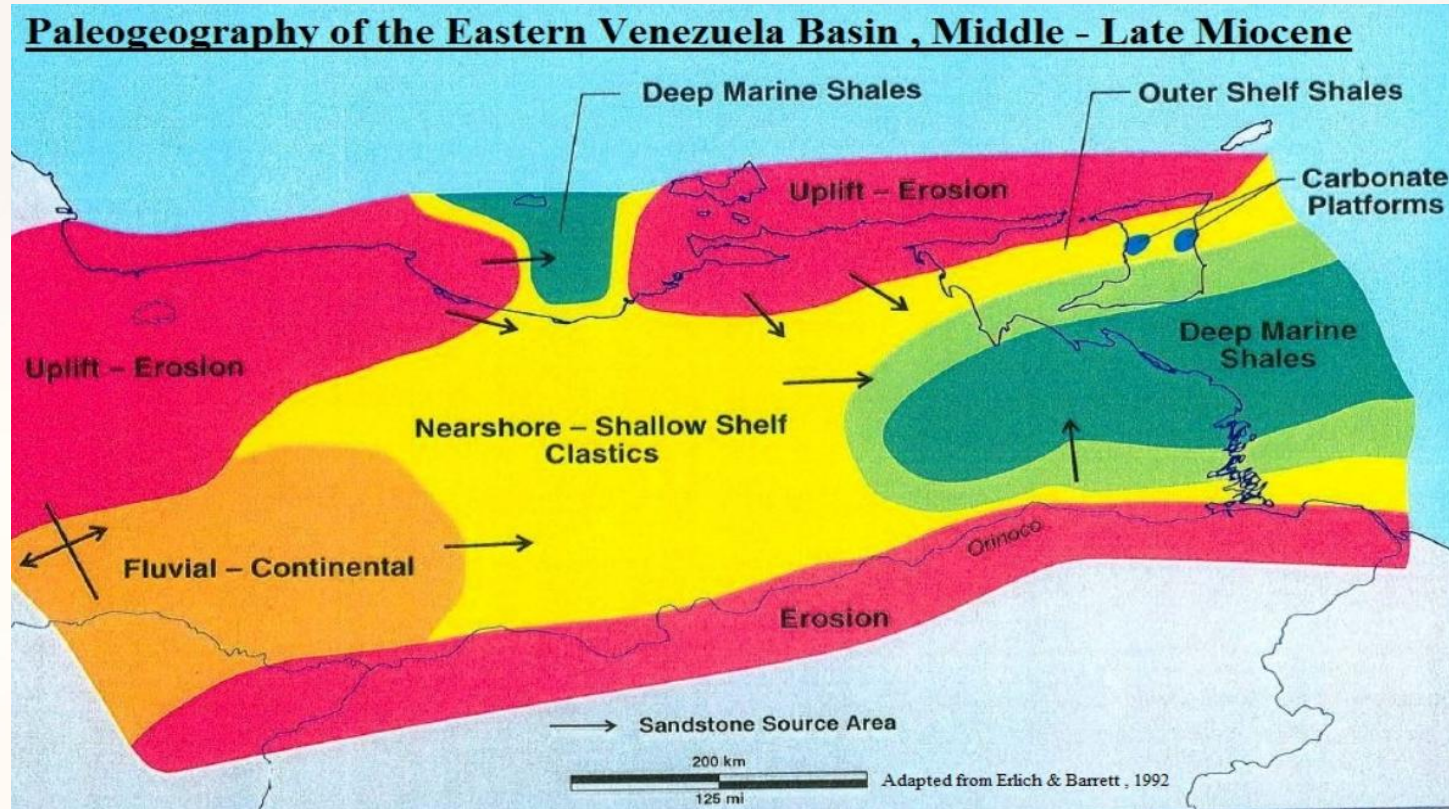 Paleogeography of the Eastern Venezuela Basin , Middle - Late Miocene
Deep Marine Shales
Outer Shelf Shales
Carbonate
Platforms
Uplift – Erosion
Deep Marine
Shales
Uplift – Erosion
Nearshore – Shallow Shelf
Clastics
Fluvial – Continental
Orinoco
Erosion
Sandstone Source Area
200 km
125 mi
Adapted from Erlich & Barrett , 1992